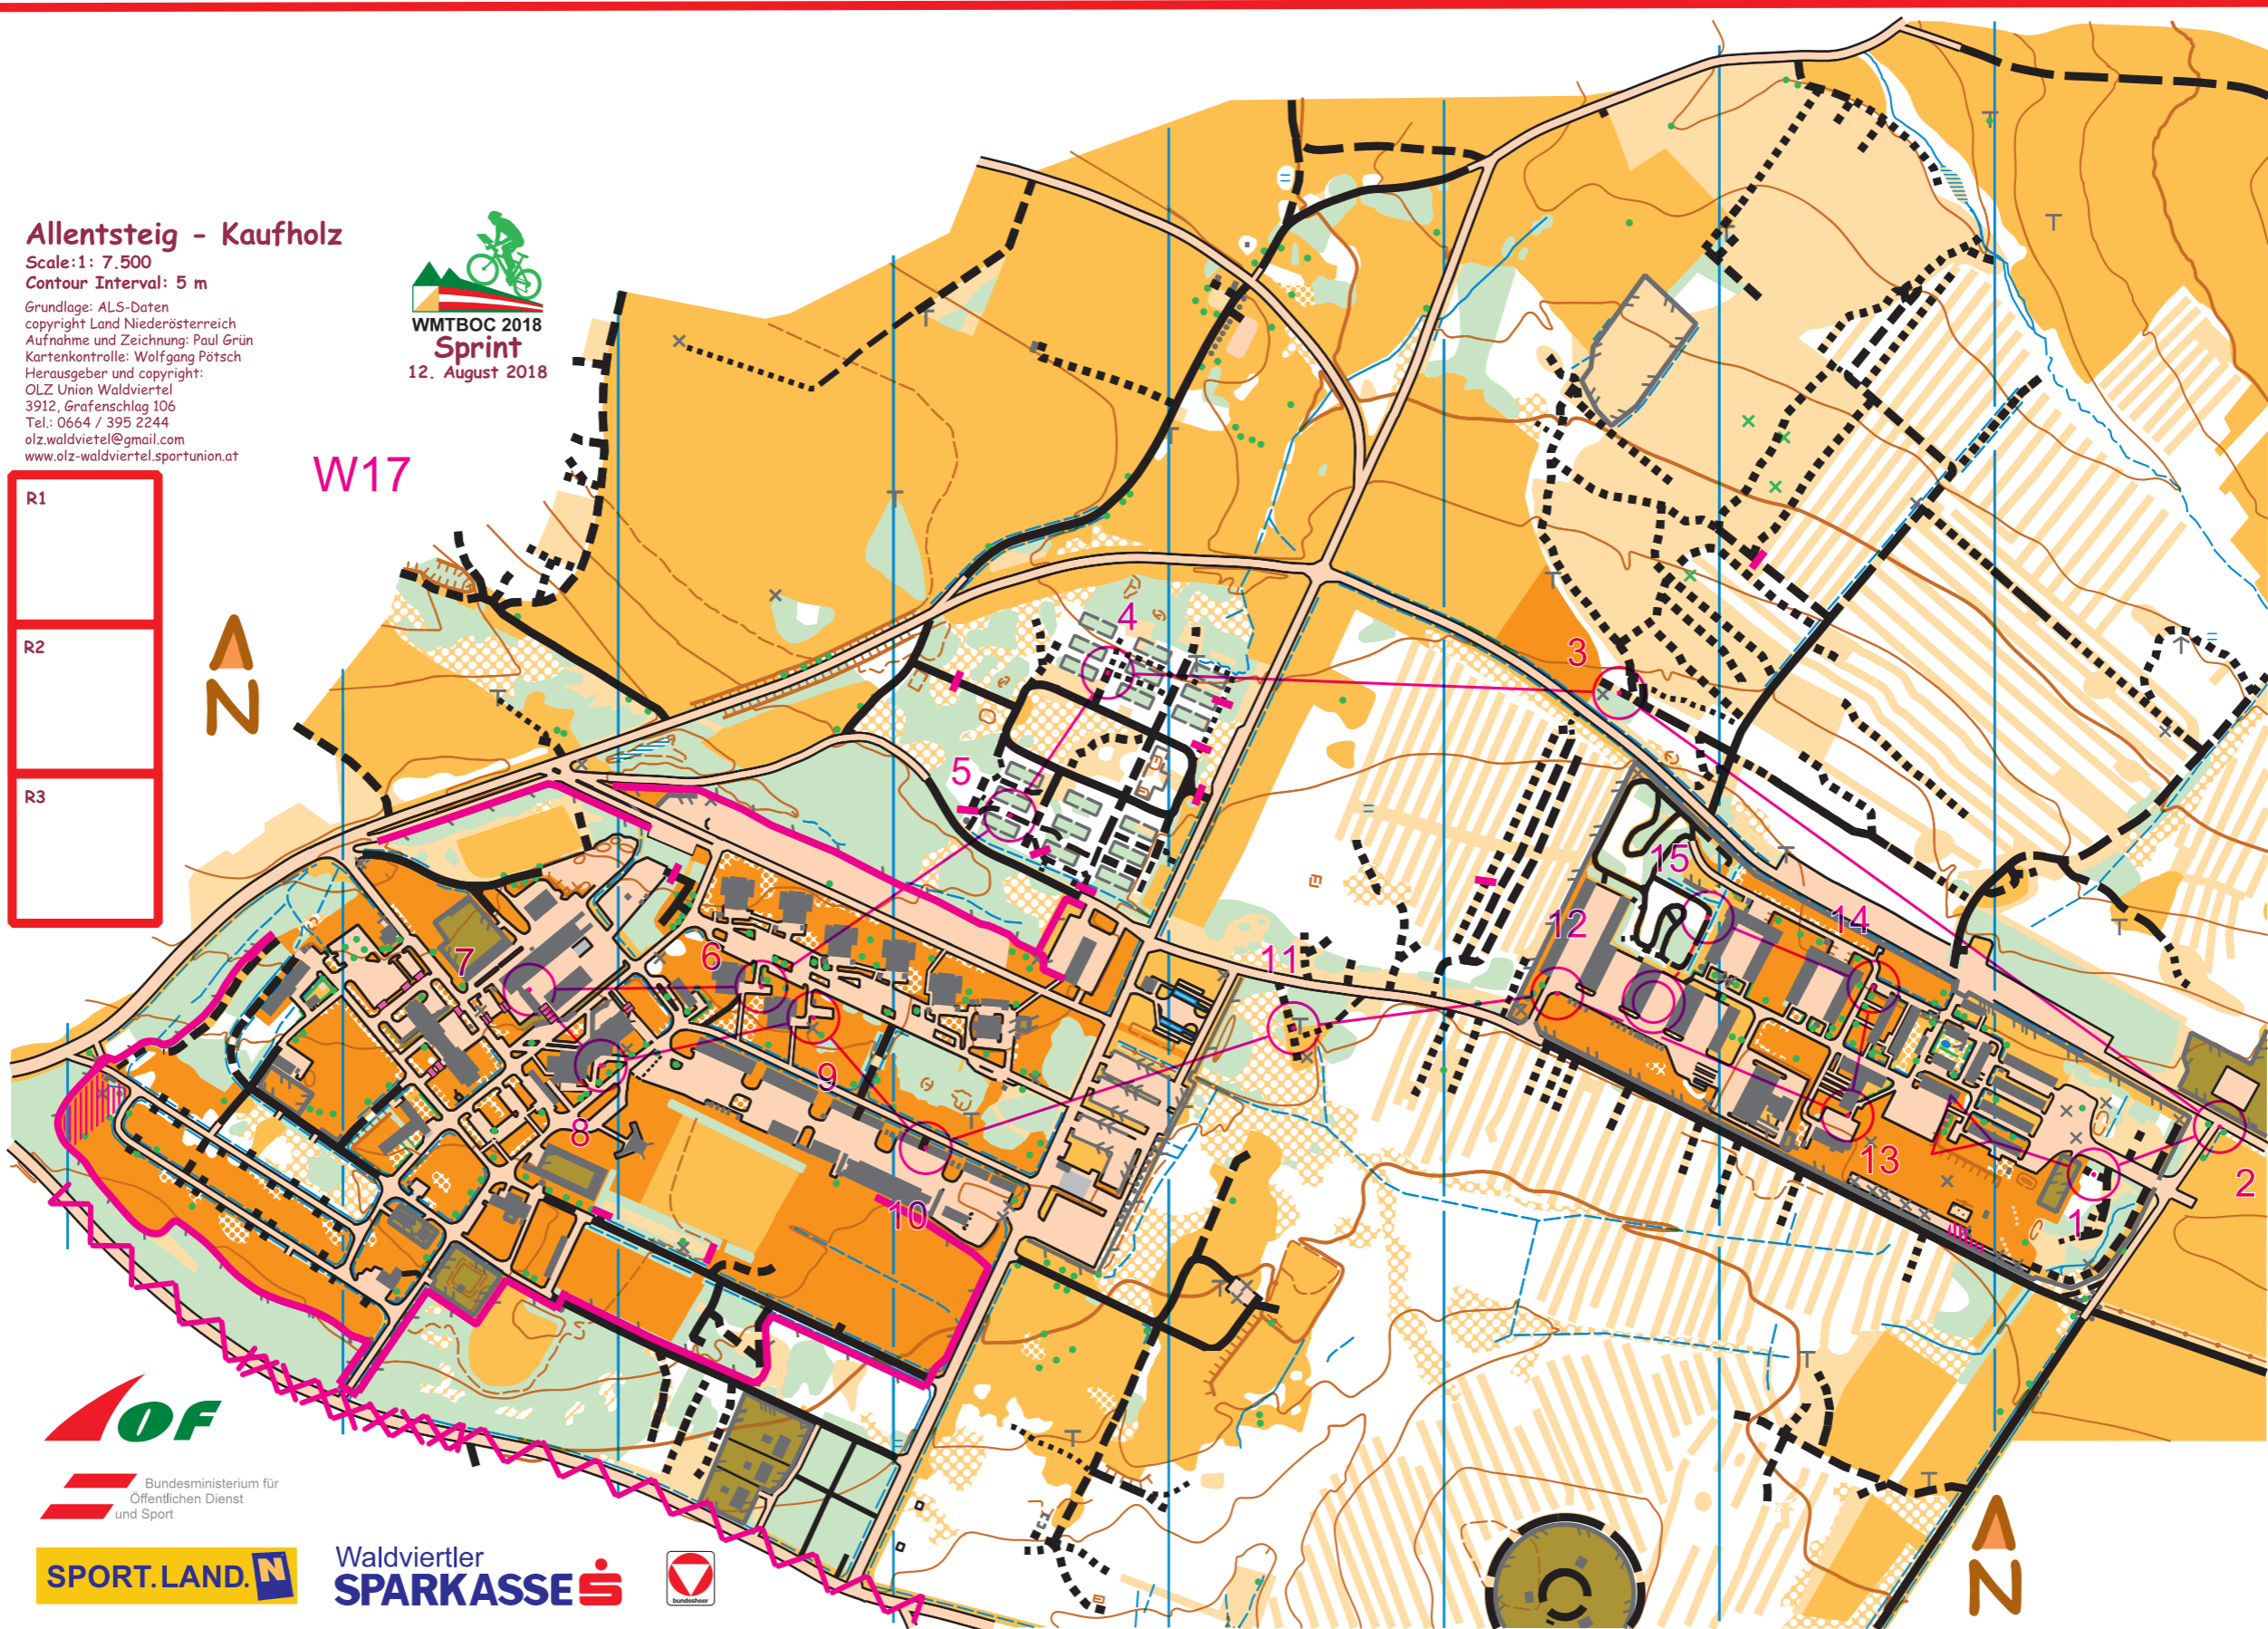 Allentsteig - Kaufholz
Scale:1: 7.500
Contour Interval: 5 m
Grundlage: ALS-Daten
copyright Land Niederösterreich
Aufnahme und Zeichnung: Paul Grün
Kartenkontrolle: Wolfgang Pötsch
Herausgeber und copyright:
OLZ Union Waldviertel
3912, Grafenschlag 106
Tel.: 0664 / 395 2244
olz.waldvietel@gmail.com
www.olz-waldviertel.sportunion.at
WMTBOC 2018
Sprint
12. August 2018
W17
R1
R2
R3
N
4
3
5
15
14
12
11
6
7
9
8
10
13
1
2
OF
Bundesministerium für
Öffentlichen Dienst
und Sport
SPORT.LAND.N
Waldviertler
SPARKASSE
bundesheer
N